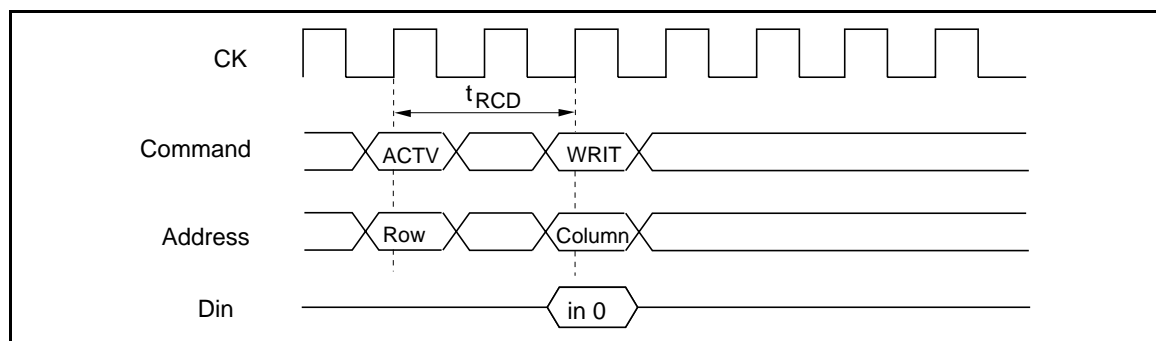 CK
tRCD
Command ACTV WRIT
Address Row Column
Din in 0